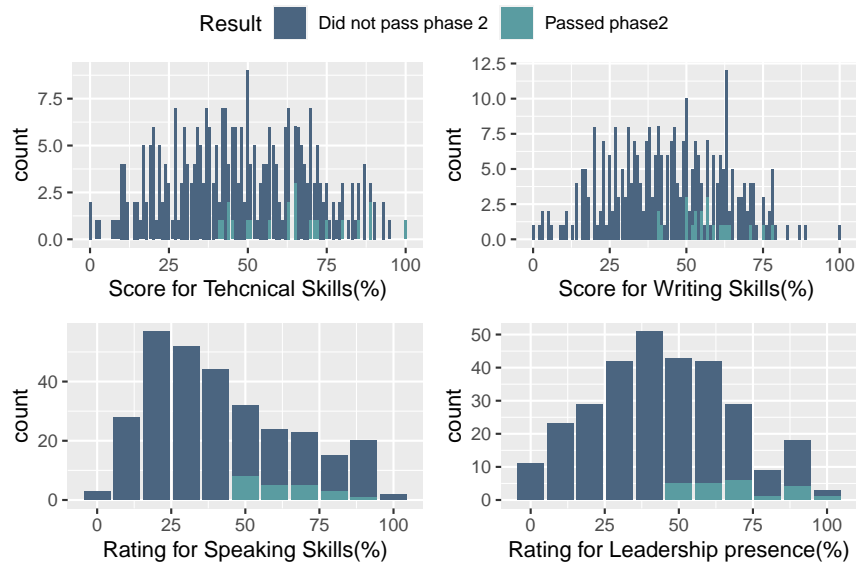 Result Did not pass phase 2 Passed phase2
count
7.5
5.0
2.5
0.0
0 25 50 75 100
Score for Tehcnical Skills(%)
count
12.5
10.0
7.5
5.0
2.5
0.0
0 25 50 75 100
Score for Writing Skills(%)
count
40
20
0
0 25 50 75 100
Rating for Speaking Skills(%)
count
50
40
30
20
10
0
0 25 50 75 100
Rating for Leadership presence(%)